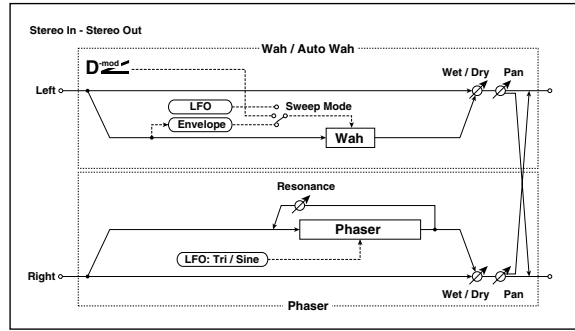 Stereo In - Stereo Out
Wah / Auto Wah
D-mod
Wet / Dry
Pan
Left
LFO
Sweep Mode
Envelope
Wah
Resonance
Phaser
LFO: Tri / Sine
Right
Wet / Dry
Pan
Phaser